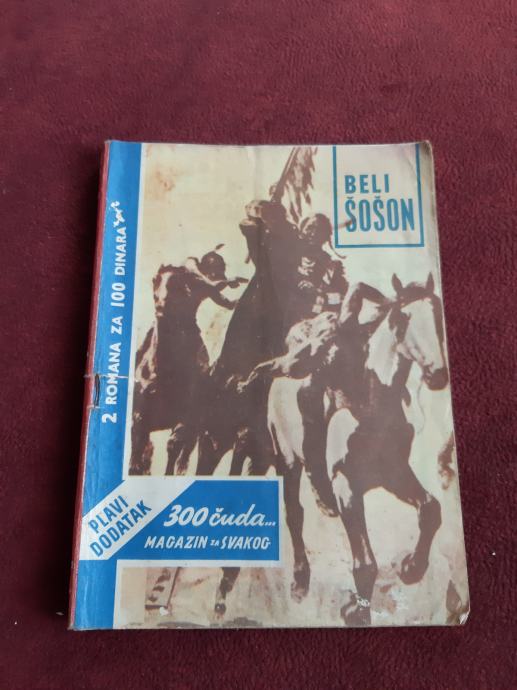 BELI
ŠOŠON
2 ROMANA ZA 100 DINARA
PLAVI
DODATAK
300 čuda...
MAGAZIN ZA SVAKOG